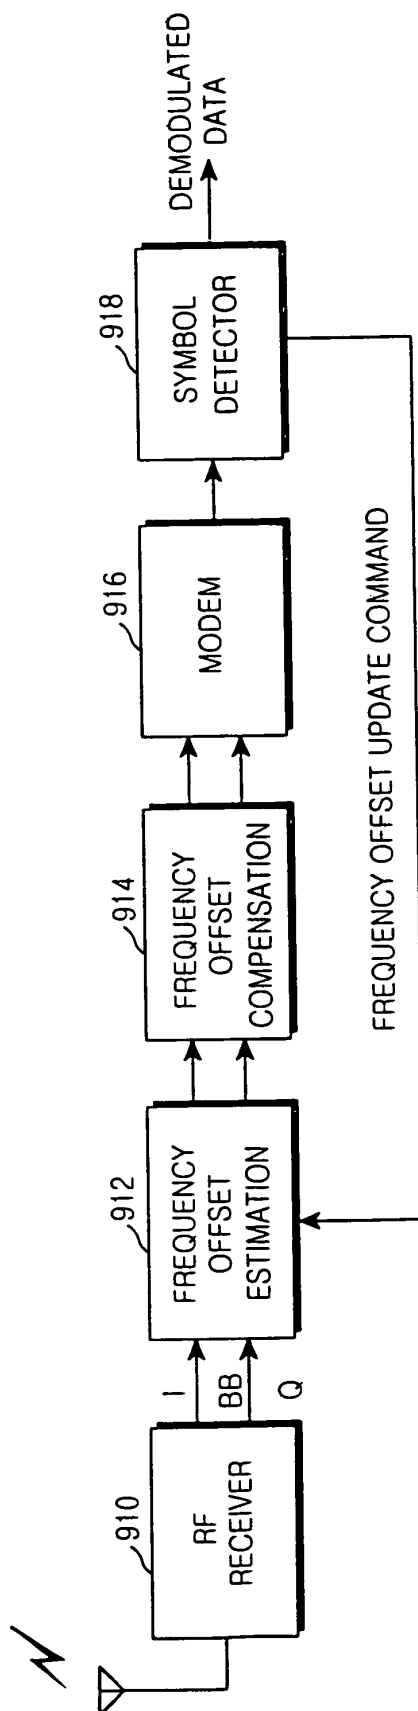 910
RF
RECEIVER
I
BB
Q
912
FREQUENCY
OFFSET
ESTIMATION
914
FREQUENCY
OFFSET
COMPENSATION
916
MODEM
918
SYMBOL
DETECTOR
DEMODULATED
DATA
FREQUENCY OFFSET UPDATE COMMAND